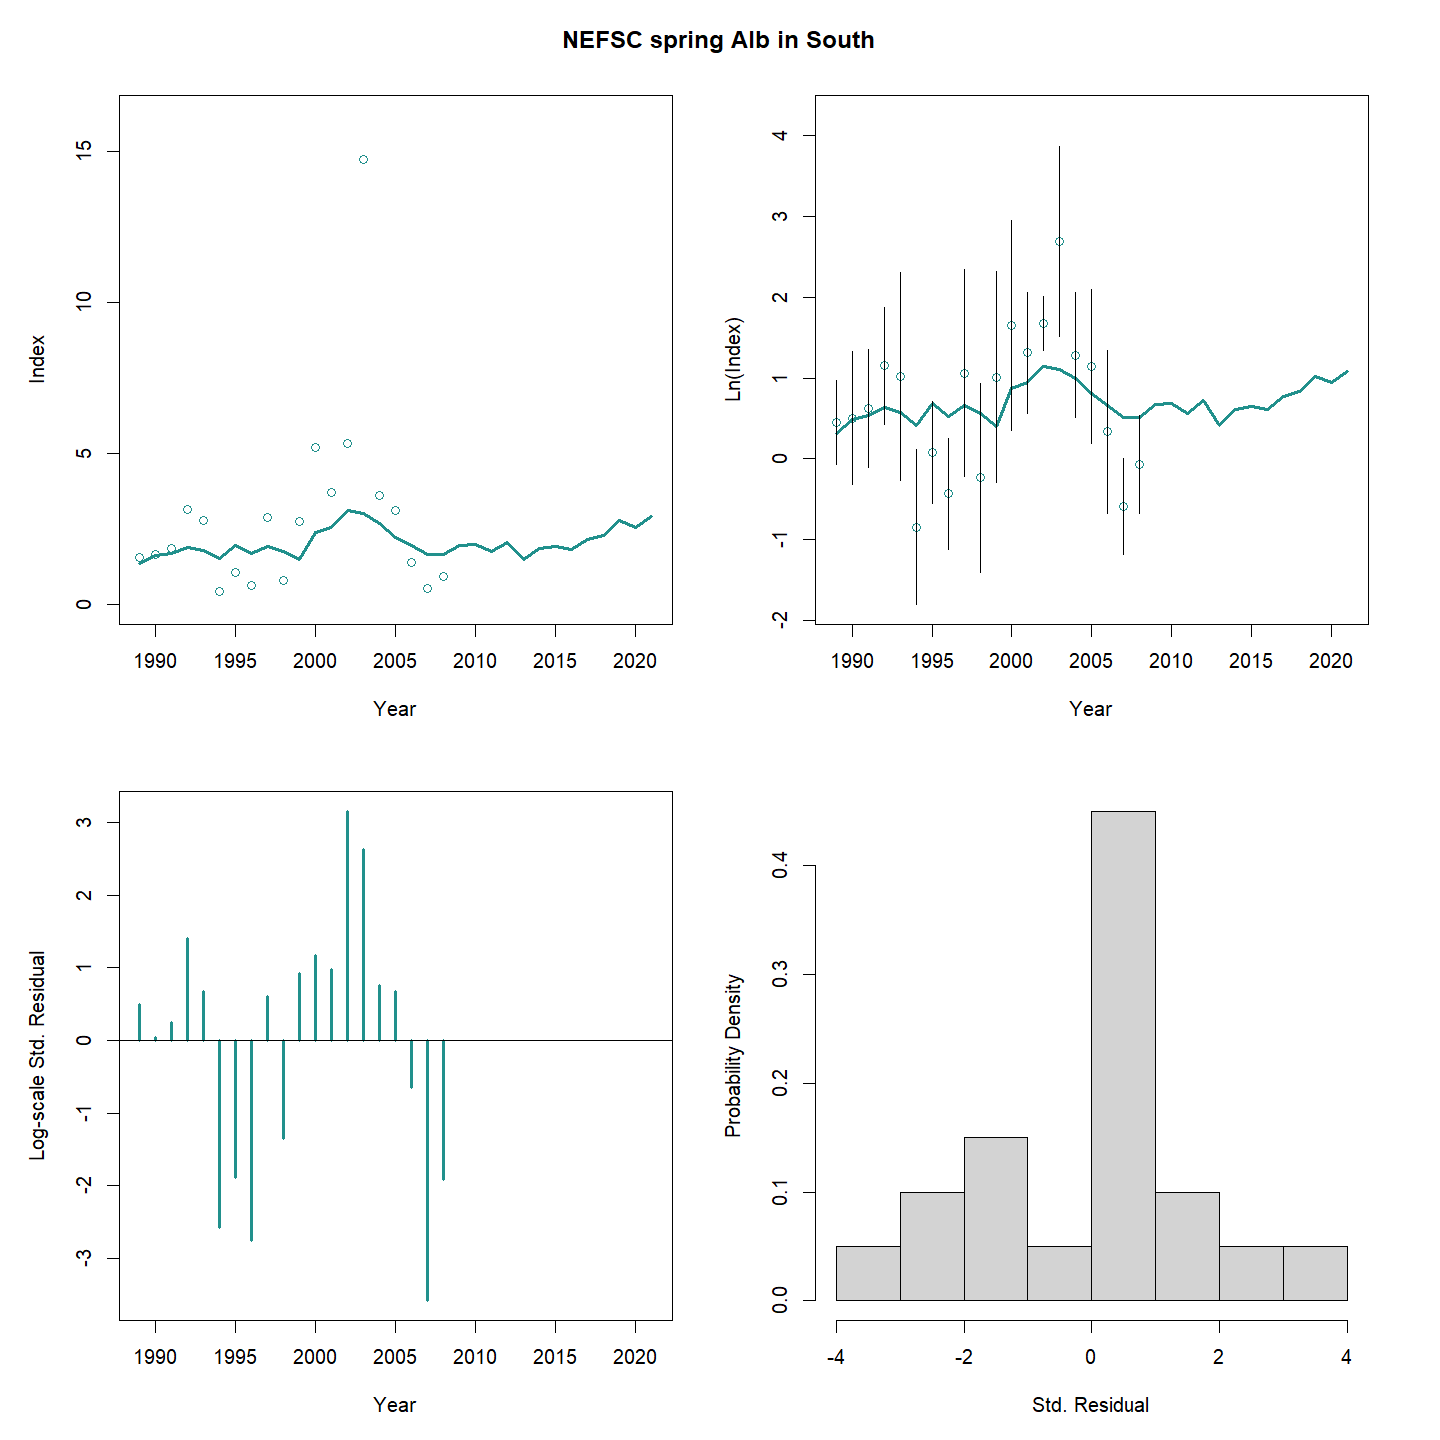 NEFSC spring Alb in South
15
10
5
0
Index
1990 1995 2000 2005 2010 2015 2020
Year
4
3
2
1
0
-1
-2
Ln(Index)
1990 1995 2000 2005 2010 2015 2020
Year
3
2
1
0
-1
-2
-3
Log-scale Std. Residual
1990 1995 2000 2005 2010 2015 2020
Year
0.4
0.3
0.2
0.1
0.0
Probability Density
-4 -2 0 2 4
Std. Residual